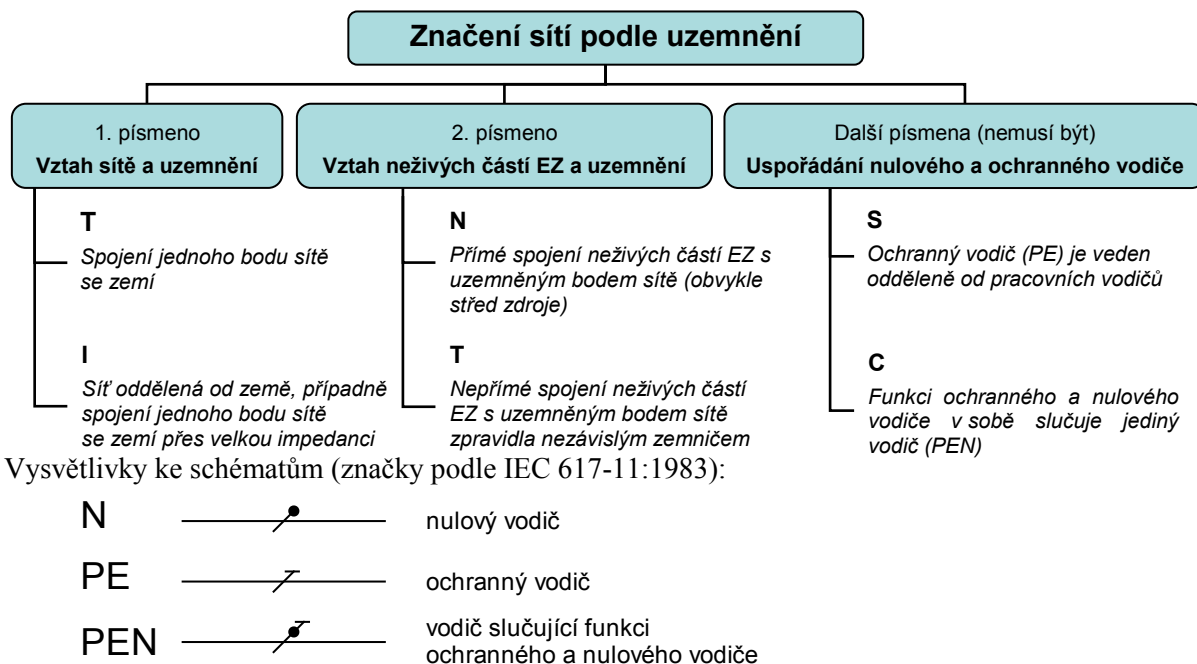 Značení sítí podle uzemnění
1. písmeno
Vztah sítě a uzemnění
2. písmeno
Vztah neživých částí EZ a uzemnění
Další písmena (nemusí být)
Uspořádání nulového a ochranného vodiče
T
Spojení jednoho bodu sítě
se zemí
I
Síť oddělená od země, případně
spojení jednoho bodu sítě
se zemí přes velkou impedanci
N
Přímé spojení neživých částí EZ s
uzemněným bodem sítě (obvykle
střed zdroje)
T
Nepřímé spojení neživých částí
EZ s uzemněným bodem sítě
zpravidla nezávislým zemničem
S
Ochranný vodič (PE) je veden
odděleně od pracovních vodičů
C
Funkci ochranného a nulového
vodiče v sobě slučuje jediný
vodič (PEN)
Vysvětlivky ke schématům (značky podle IEC 617-11:1983):
N nulový vodič
PE ochranný vodič
PEN vodič slučující funkci
ochranného a nulového vodiče